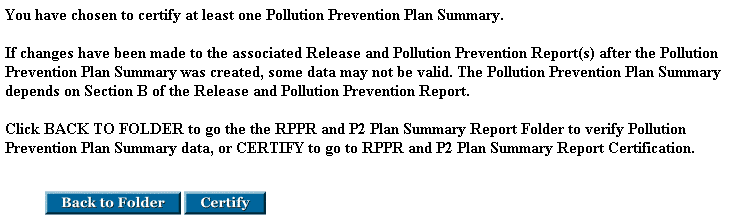 You have chosen to certify at least one Pollution Prevention Plan Summary.
If changes have been made to the associated Release and Pollution Prevention Report(s) after the Pollution
Prevention Plan Summary was created, some data may not be valid. The Pollution Prevention Plan Summary
depends on Section B of the Release and Pollution Prevention Report.
Click BACK TO FOLDER to go the the RPPR and P2 Plan Summary Report Folder to verify Pollution
Prevention Plan Summary data, or CERTIFY to go to RPPR and P2 Plan Summary Report Certification.
Back to Folder Certify